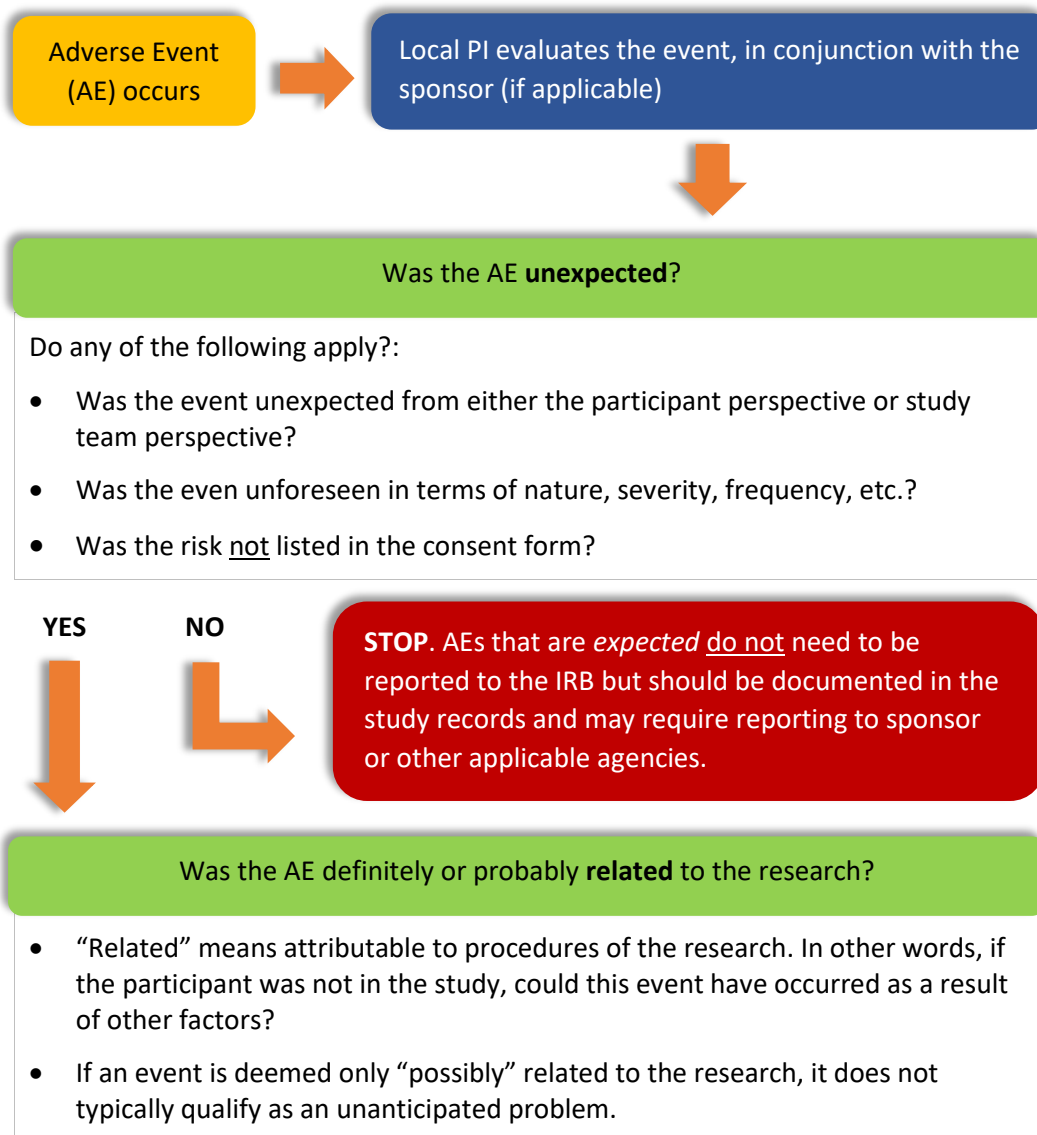 Adverse Event
(AE) occurs
Local PI evaluates the event, in conjunction with the
sponsor (if applicable)
Was the AE unexpected?
Do any of the following apply?:
• Was the event unexpected from either the participant perspective or study
team perspective?
• Was the even unforeseen in terms of nature, severity, frequency, etc.?
• Was the risk not listed in the consent form?
YES
NO
STOP. AEs that are expected do not need to be
reported to the IRB but should be documented in the
study records and may require reporting to sponsor
or other applicable agencies.
Was the AE definitely or probably related to the research?
• “Related” means attributable to procedures of the research. In other words, if
the participant was not in the study, could this event have occurred as a result
of other factors?
• If an event is deemed only “possibly” related to the research, it does not
typically qualify as an unanticipated problem.